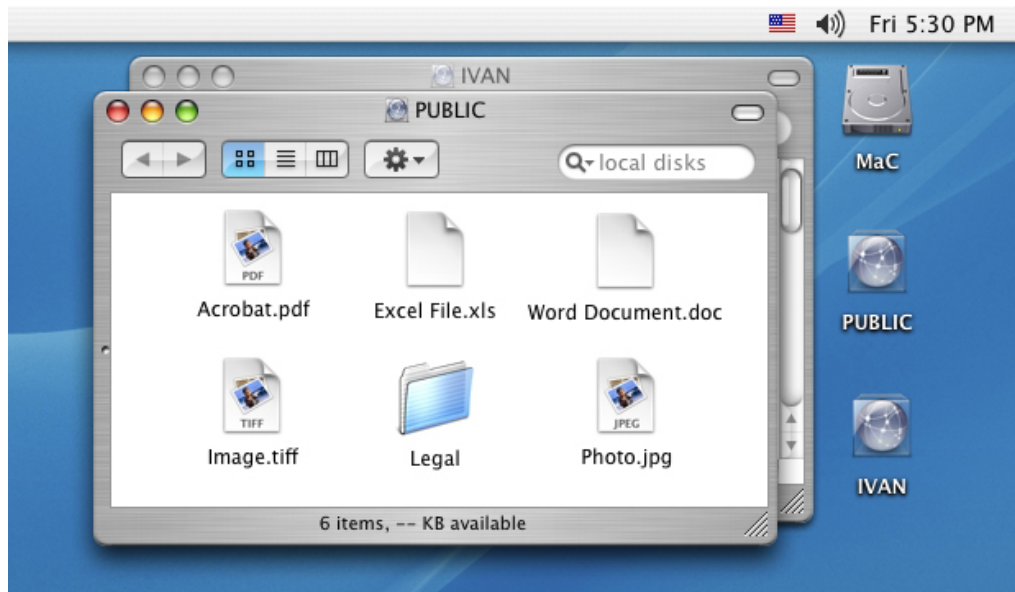 Fri 5:30 PM
IVAN
PUBLIC
local disks
MaC
PDF
Acrobat.pdf
Excel File.xls
Word Document.doc
PUBLIC
TIFF
Image.tiff
Legal
JPEG
Photo.jpg
IVAN
6 items, -- KB available